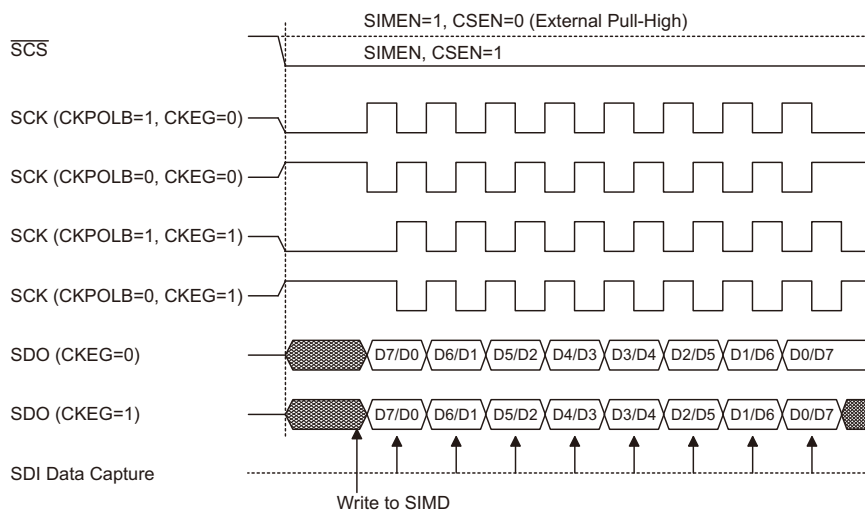 SIMEN=1, CSEN=0 (External Pull-High)
SCS
SIMEN, CSEN=1
SCK (CKPOLB=1, CKEG=0)
SCK (CKPOLB=0, CKEG=0)
SCK (CKPOLB=1, CKEG=1)
SCK (CKPOLB=0, CKEG=1)
SDO (CKEG=0) D7/D0 D6/D1 D5/D2 D4/D3 D3/D4 D2/D5 D1/D6 D0/D7
SDO (CKEG=1) D7/D0 D6/D1 D5/D2 D4/D3 D3/D4 D2/D5 D1/D6 D0/D7
SDI Data Capture
Write to SIMD